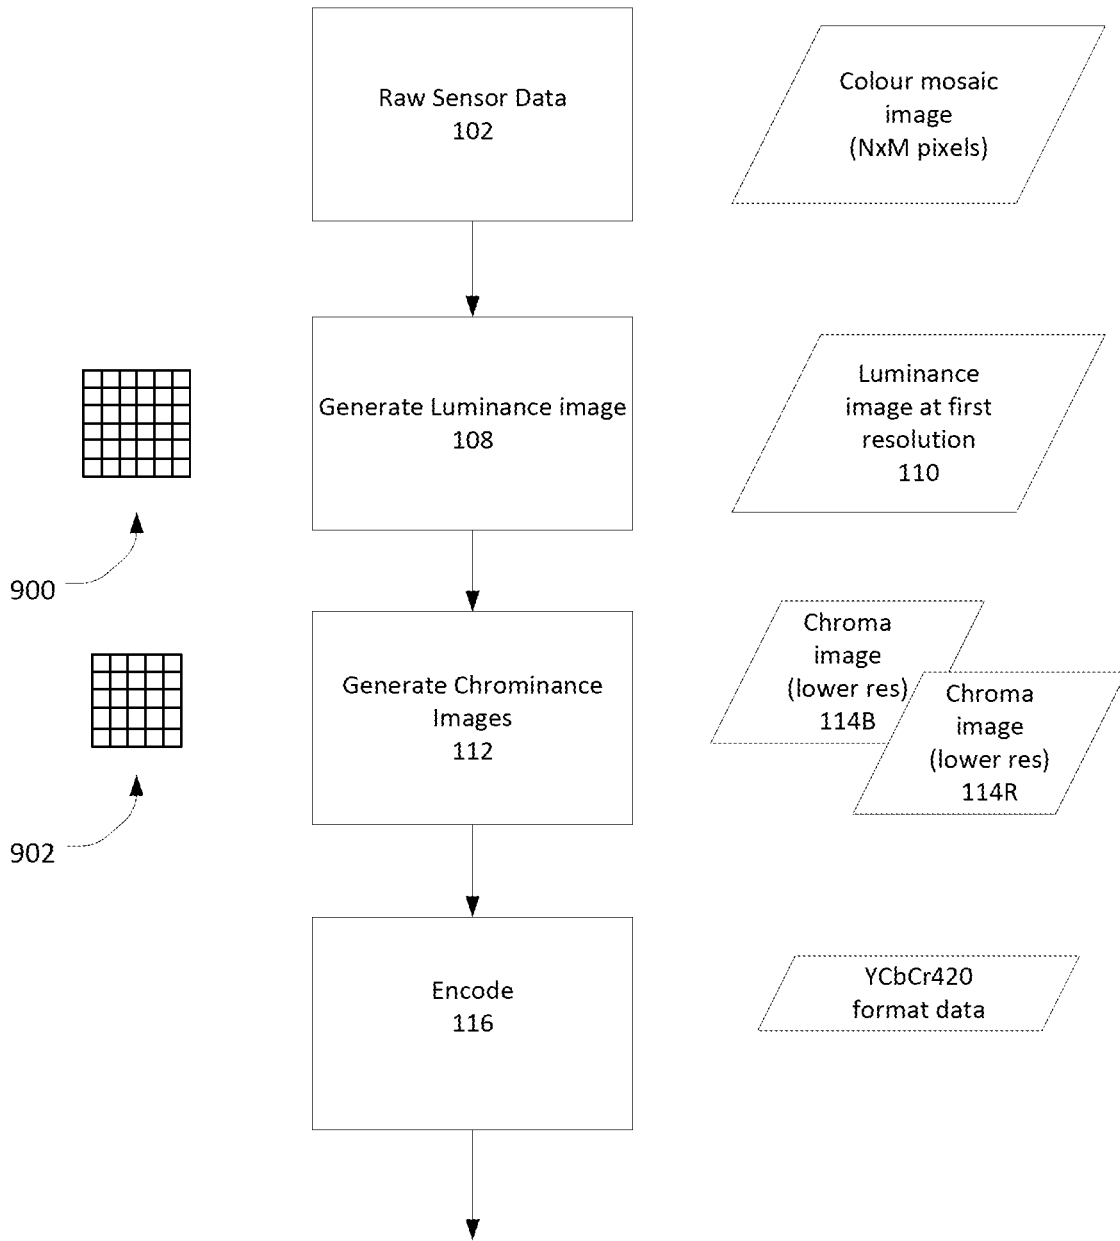 Raw Sensor Data
102
Colour mosaic
image
(NxM pixels)
Generate Luminance image
108
Luminance
image at first
resolution
110
900
Generate Chrominance
Images
112
Chroma
image
(lower res)
114B
Chroma
image
(lower res)
114R
902
Encode
116
YCbCr420
format data